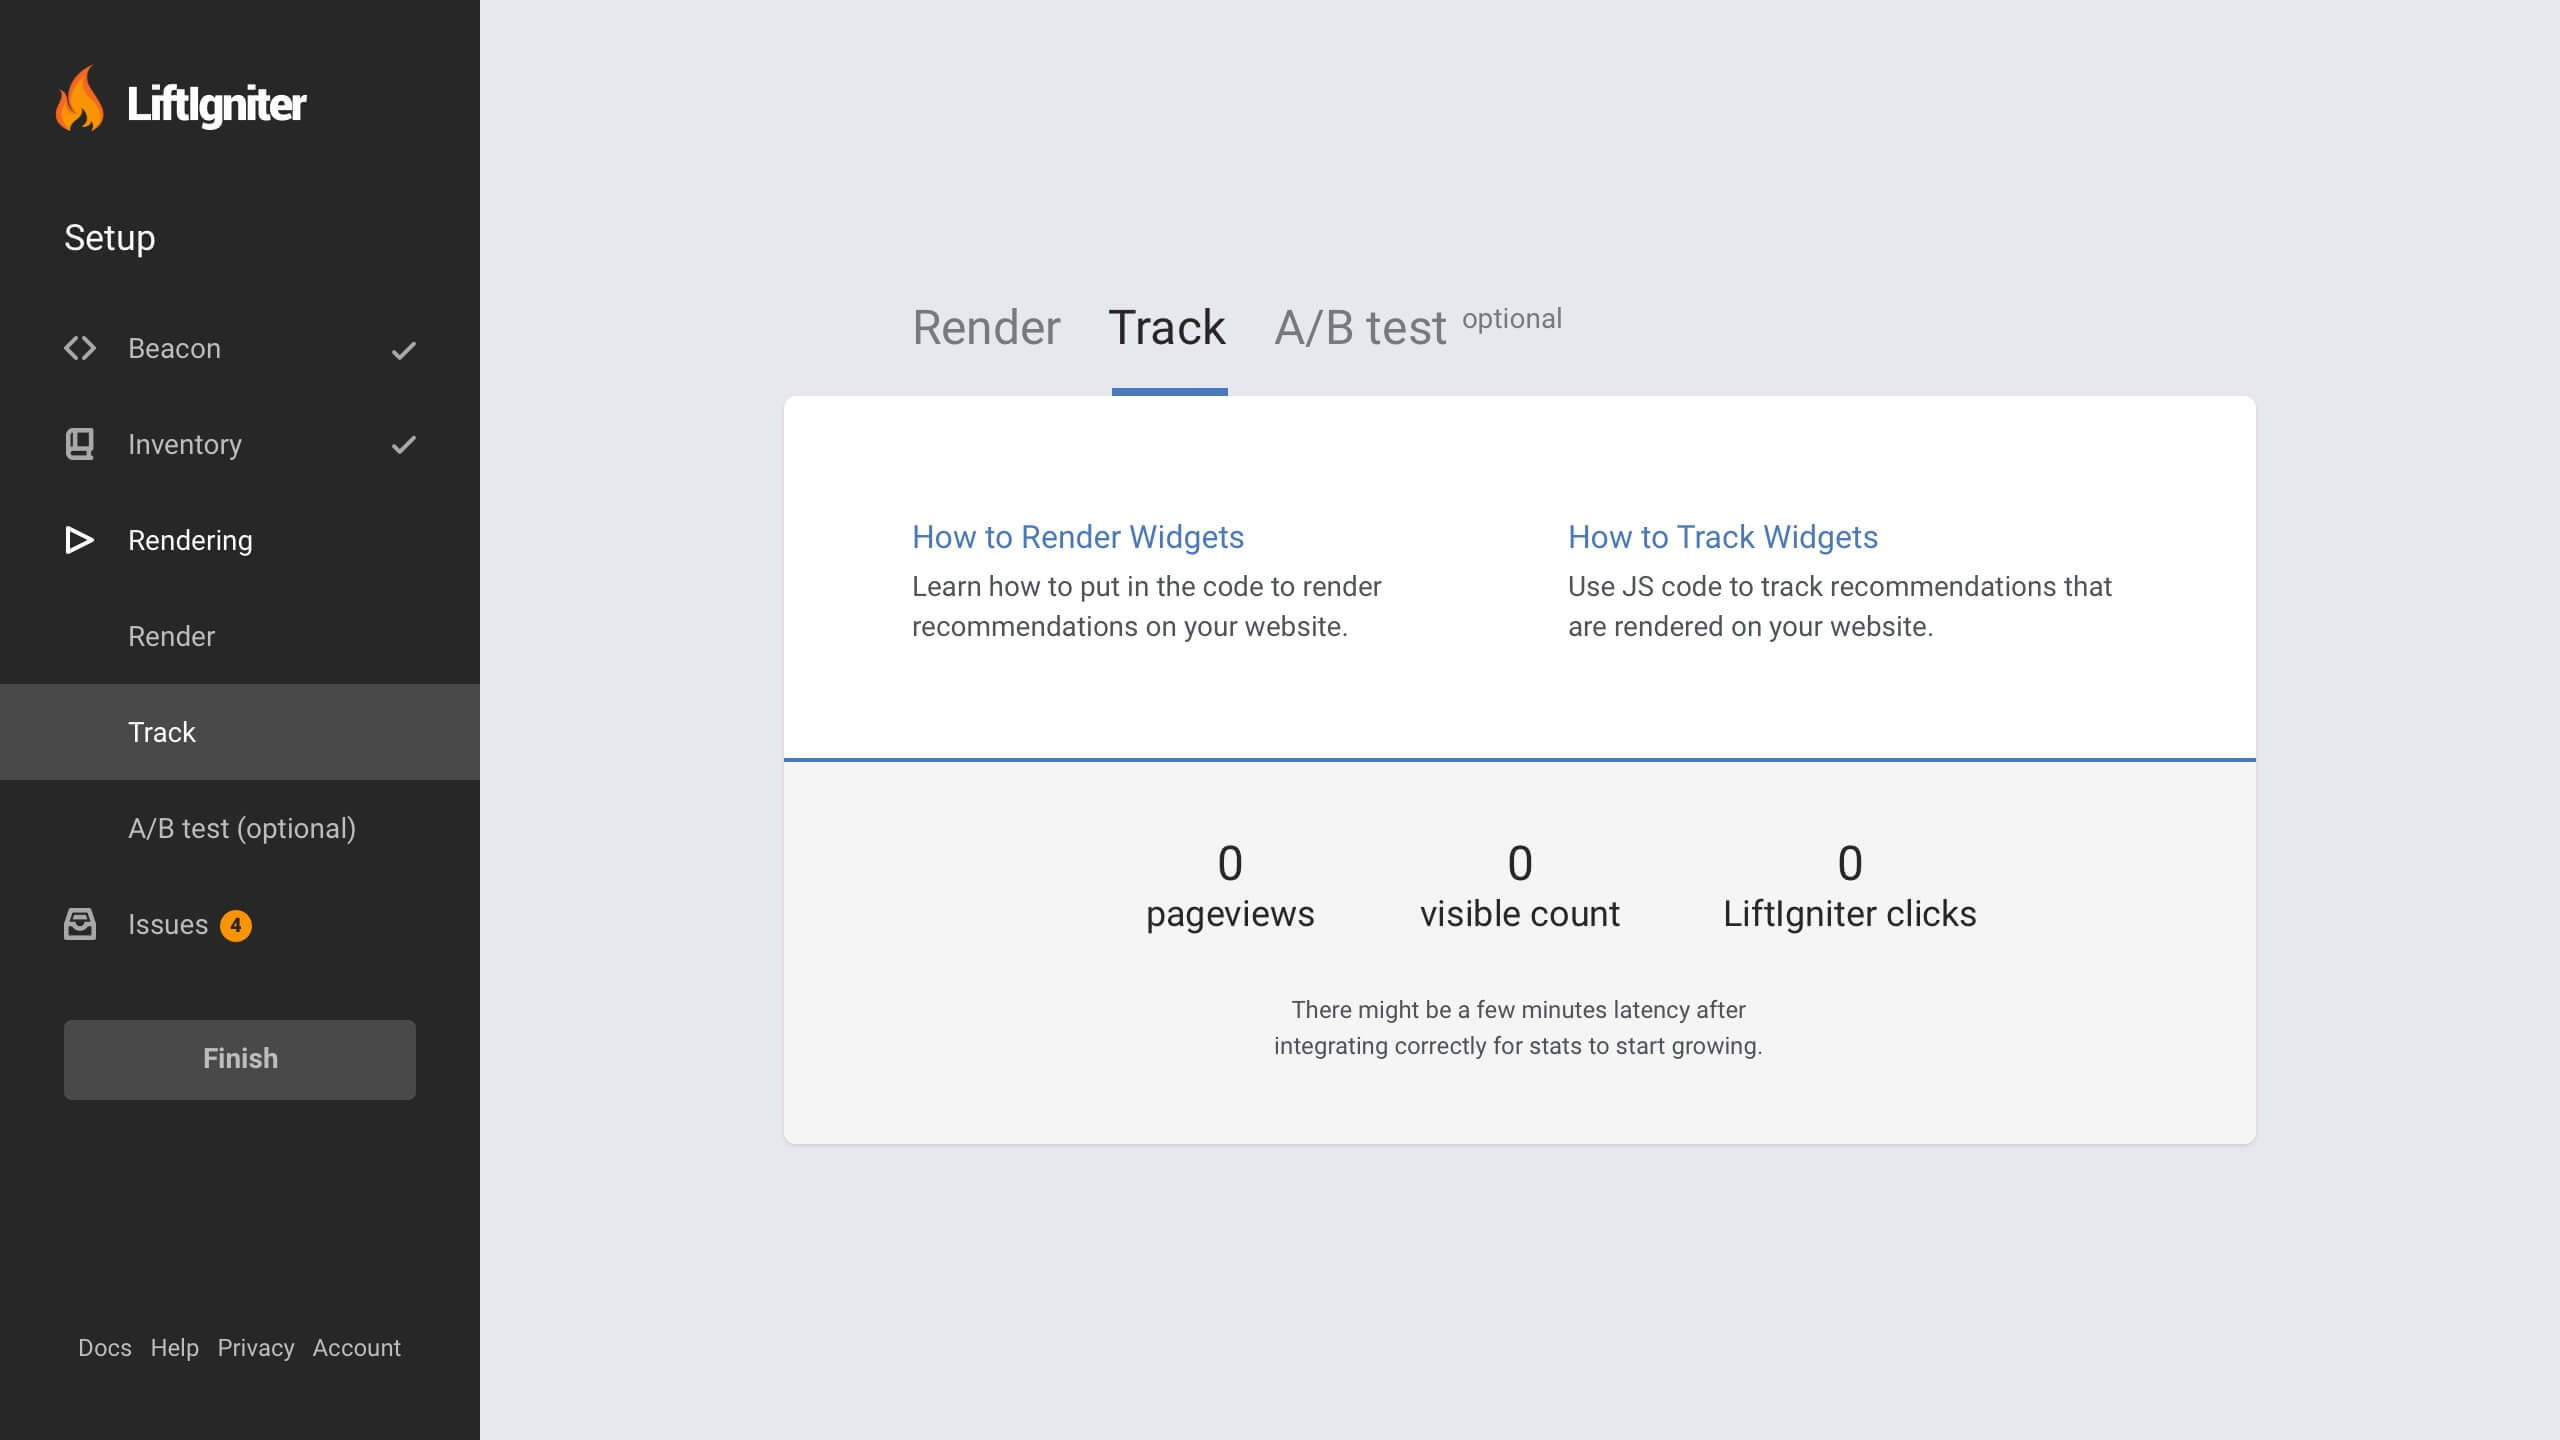 LiftIgniter
Setup
Beacon
Inventory
Rendering
Render
Track
A/B test (optional)
Issues 4
Finish
Docs Help Privacy Account
Render Track A/B test optional
How to Render Widgets
Learn how to put in the code to render
recommendations on your website.
How to Track Widgets
Use JS code to track recommendations that
are rendered on your website.
0
pageviews
0
visible count
0
LiftIgniter clicks
There might be a few minutes latency after
integrating correctly for stats to start growing.